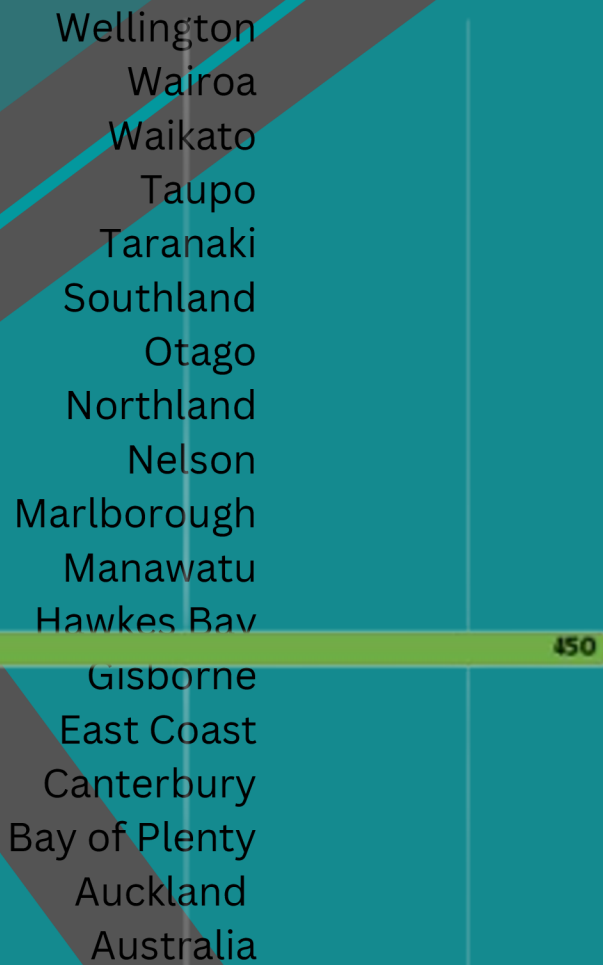 Wellington
Wairoa
Waikato
Taupo
Taranaki
Southland
Otago
Northland
Nelson
Marlborough
Manawatu
Hawkes Bay
450
Gisborne
East Coast
Canterbury
Bay of Plenty
Auckland
Australia